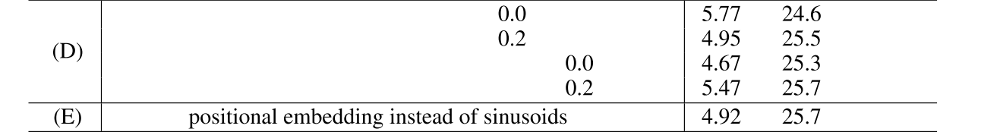 0.0 5.77 24.6
0.2 4.95 25.5
(D)
0.0 4.67 25.3
0.2 5.47 25.7
(E) positional embedding instead of sinusoids 4.92 25.7